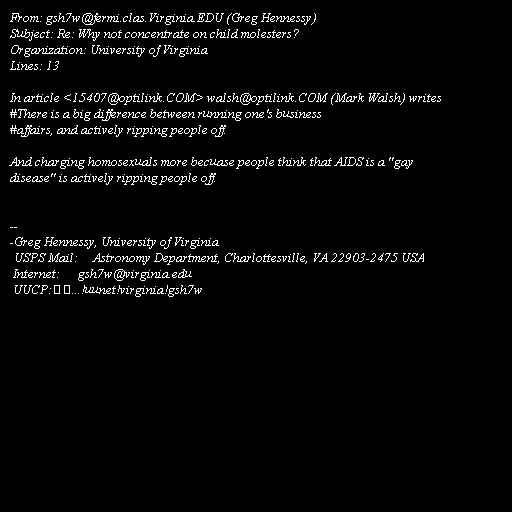 From: gsh7w@fermi.clas.Virginia.EDU (Greg Hennessy)
Subject: Re: Why not concentrate on child molesters?
Organization: University of Virginia
Lines: 13

In article <15407@optilink.COM> walsh@optilink.COM (Mark Walsh) writes
#There is a big difference between running one's business
#affairs, and actively ripping people off.

And charging homosexuals more becuase people think that AIDS is a "gay
disease" is actively ripping people off.

--
-Greg Hennessy, University of Virginia
USPS Mail: Astronomy Department, Charlottesville, VA 22903-2475 USA
Internet: gsh7w@virginia.edu
UUCP: ...!uunet!virginia!gsh7w